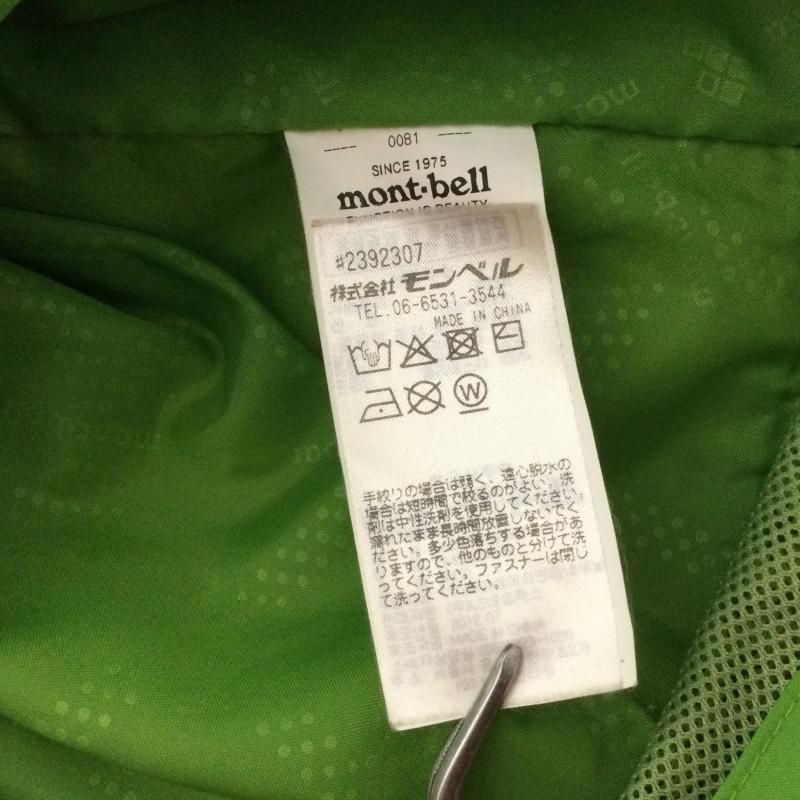 0081
SINCE 1975
mont-bell
FUNCTION IS BEAUTY
#2392307
株式会社 モンベル
TEL.06-6531-3544
MADE IN CHINA
W
手絞りの場合は弱く、遠心脱水の
場合は短時間で絞るのがよい。洗
剤は中性洗剤を使用してください。
濡れたまま長時間放置しないでく
ださい。多少色落ちする場合があ
りますので、他のものと分けて洗
ってください。ファスナーは閉じ
て洗ってください。